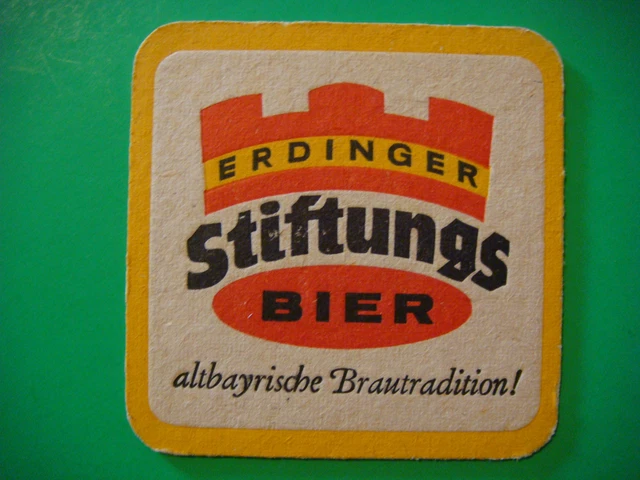 ERDINGER
Stiftungs
BIER
altbayrische Brautradition!